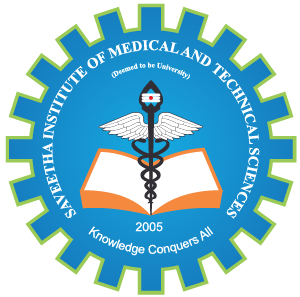 SAVEETHA INSTITUTE OF MEDICAL AND TECHNICAL SCIENCES
(Deemed to be University)
2005
Knowledge Conquers All